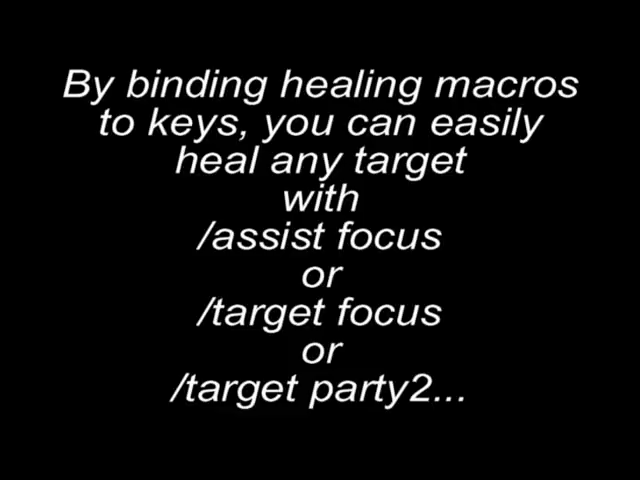 By binding healing macros
to keys, you can easily
heal any target
with
/assist focus
or
/target focus
or
/target party2...